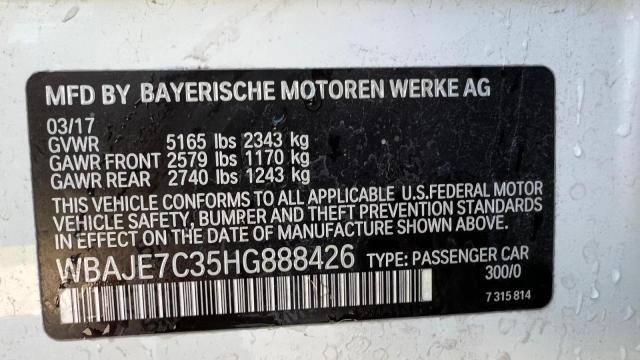 MFD BY BAYERISCHE MOTOREN WERKE AG
03/17
GVWR 5165 lbs 2343 kg
GAWR FRONT 2579 lbs 1170 kg
GAWR REAR 2740 lbs 1243 kg
THIS VEHICLE CONFORMS TO ALL APPLICABLE U.S.FEDERAL MOTOR
VEHICLE SAFETY, BUMPER AND THEFT PREVENTION STANDARDS
IN EFFECT ON THE DATE OF MANUFACTURE SHOWN ABOVE.
WBAJE7C35HG888426 TYPE: PASSENGER CAR
300/0
7 315 814